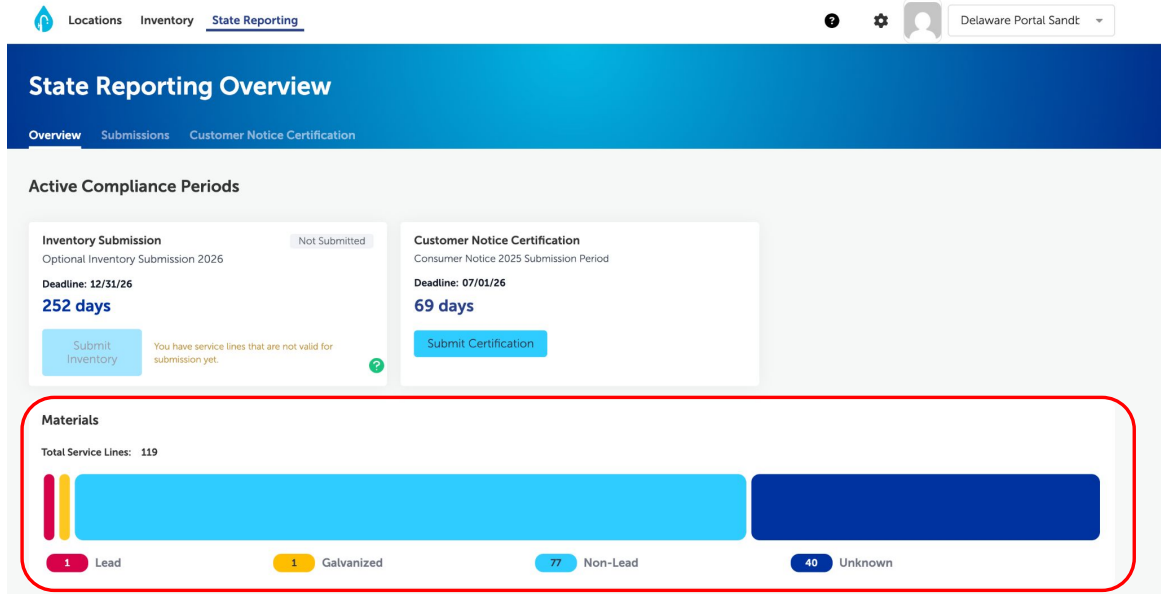 Locations Inventory State Reporting
? Delaware Portal Sandb
State Reporting Overview
Overview Submissions Customer Notice Certification
Active Compliance Periods
Inventory Submission Not Submitted
Optional Inventory Submission 2026
Deadline: 12/31/26
252 days
Submit
Inventory
You have service lines that are not valid for
submission yet.
?
Customer Notice Certification
Consumer Notice 2025 Submission Period
Deadline: 07/01/26
69 days
Submit Certification
Materials
Total Service Lines: 119
1 Lead 1 Galvanized 77 Non-Lead 40 Unknown